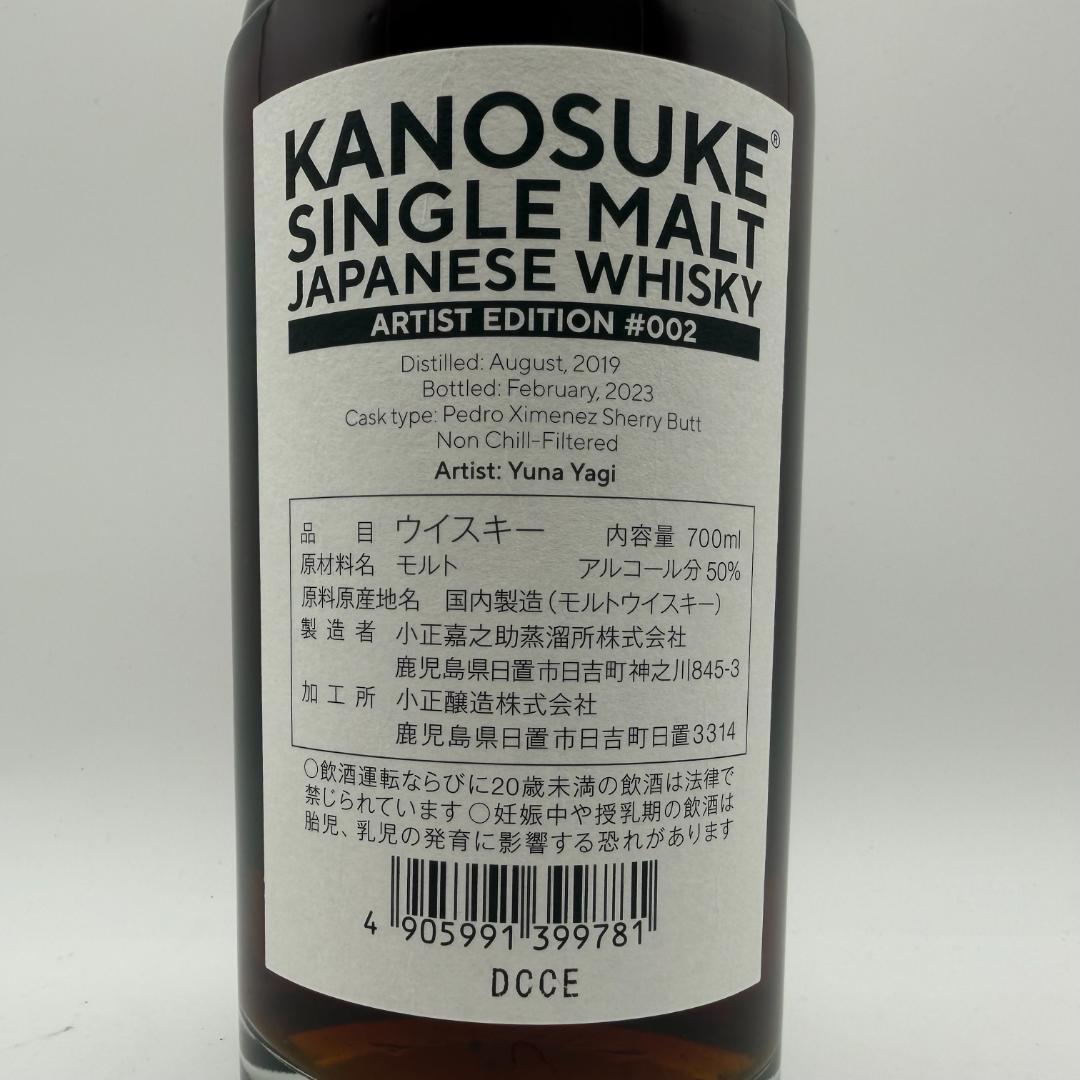 KANOSUKE®
SINGLE MALT
JAPANESE WHISKY
ARTIST EDITION #002
Distilled: August, 2019
Bottled: February, 2023
Cask type: Pedro Ximenez Sherry Butt
Non Chill-Filtered
Artist: Yuna Yagi
品目 ウイスキー 内容量 700ml
原材料名 モルト アルコール分 50%
原料原産地名 国内製造（モルトウイスキー）
製造者 小正嘉之助蒸溜所株式会社
鹿児島県日置市日吉町神之川845-3
加工所 小正醸造株式会社
鹿児島県日置市日吉町日置3314
○飲酒運転ならびに20歳未満の飲酒は法律で
禁じられています ○妊娠中や授乳期の飲酒は
胎児、乳児の発育に影響する恐れがあります
4 905991 399781
DCCE